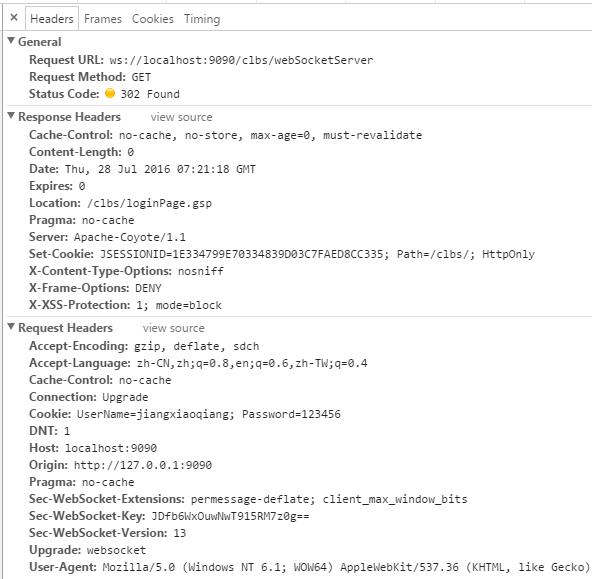 × Headers Frames Cookies Timing
▼ General
Request URL: ws://localhost:9090/clbs/webSocketServer
Request Method: GET
Status Code: 302 Found
▼ Response Headers view source
Cache-Control: no-cache, no-store, max-age=0, must-revalidate
Content-Length: 0
Date: Thu, 28 Jul 2016 07:21:18 GMT
Expires: 0
Location: /clbs/loginPage.gsp
Pragma: no-cache
Server: Apache-Coyote/1.1
Set-Cookie: JSESSIONID=1E334799E70334839D03C7FAED8CC335; Path=/clbs/; HttpOnly
X-Content-Type-Options: nosniff
X-Frame-Options: DENY
X-XSS-Protection: 1; mode=block
▼ Request Headers view source
Accept-Encoding: gzip, deflate, sdch
Accept-Language: zh-CN,zh;q=0.8,en;q=0.6,zh-TW;q=0.4
Cache-Control: no-cache
Connection: Upgrade
Cookie: UserName=jiangxiaoqiang; Password=123456
DNT: 1
Host: localhost:9090
Origin: http://127.0.0.1:9090
Pragma: no-cache
Sec-WebSocket-Extensions: permessage-deflate; client_max_window_bits
Sec-WebSocket-Key: JDfb6WxOuwNwT915RM7z0g==
Sec-WebSocket-Version: 13
Upgrade: websocket
User-Agent: Mozilla/5.0 (Windows NT 6.1; WOW64) AppleWebKit/537.36 (KHTML, like Gecko)